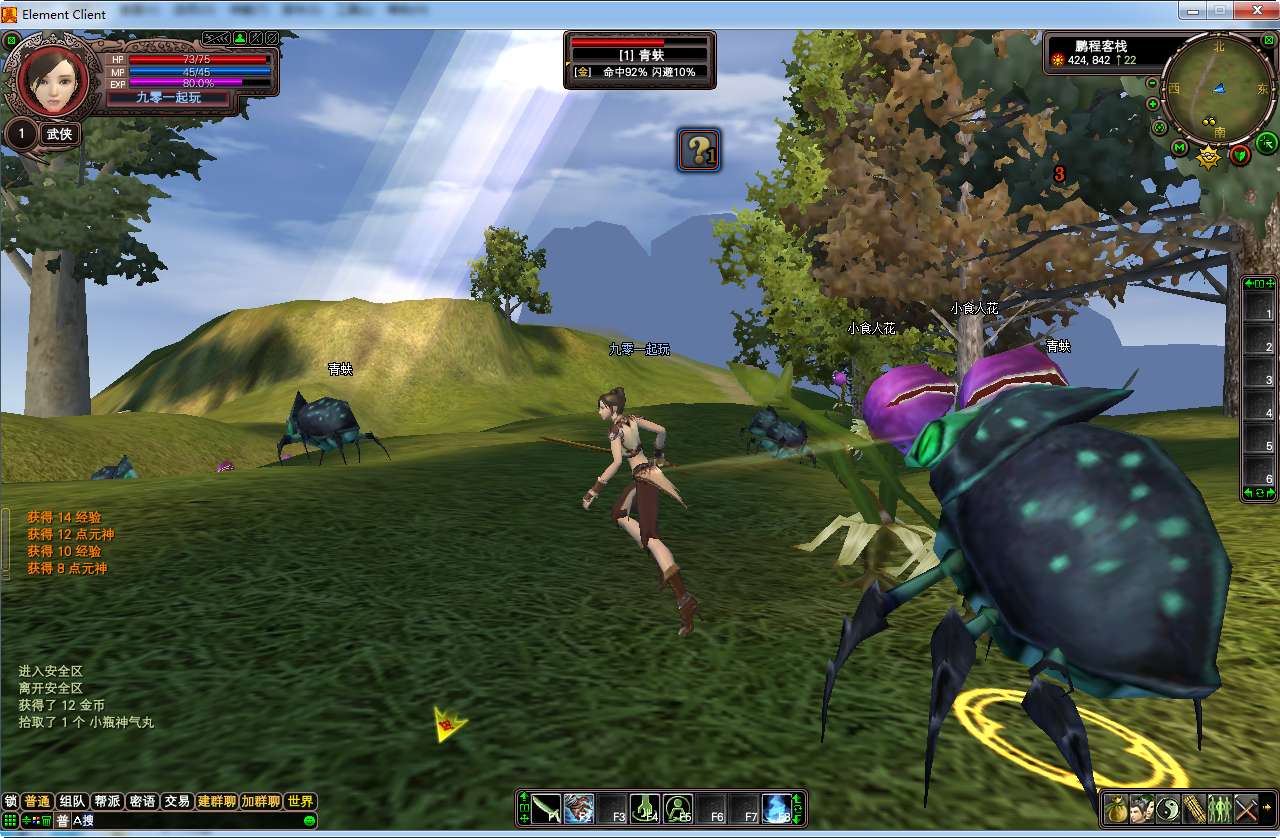 Element Client
HP 73/75
MP 45/45
EXP 80.0%
九零一起玩
1 武侠
[1] 青蚨
[金] 命中92% 闪避10%
鹏程客栈
424, 842 ↑22
北
西 东
南
M
? 1
3
小食人花
小食人花
青蚨
九零一起玩
青蚨
1
2
3
4
5
6
获得 14 经验
获得 12 点元神
获得 10 经验
获得 8 点元神
进入安全区
离开安全区
获得了 12 金币
拾取了 1 个 小瓶神气丸
锁 普通 组队 帮派 密语 交易 建群聊 加群聊 世界
普 A搜
F2 F3 F4 F5 F6 F7 F8